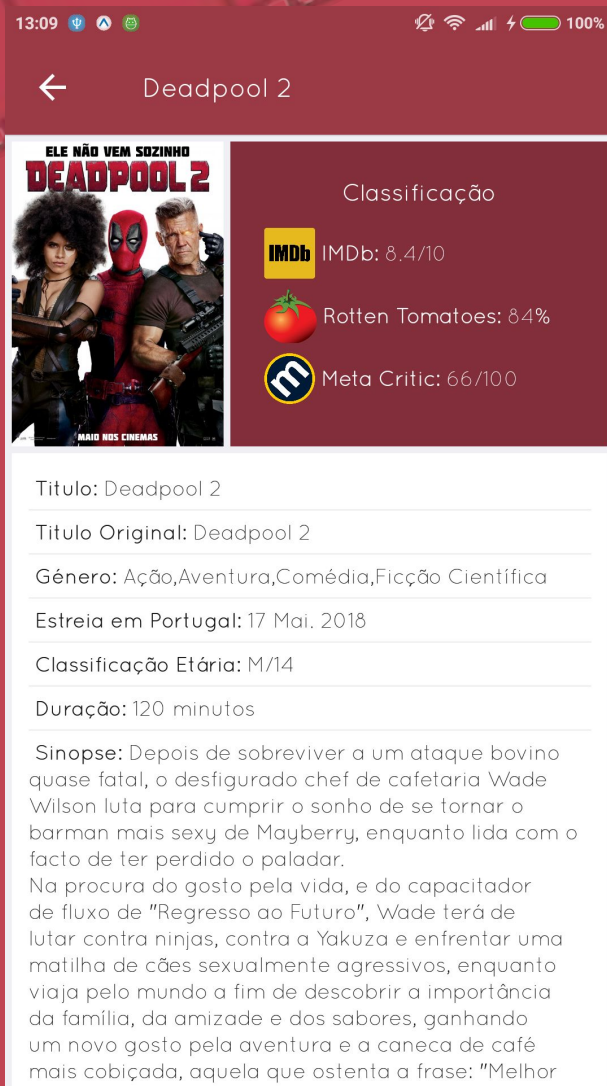 13:09
100%
Deadpool 2
ELE NÃO VEM SOZINHO
DEADPOOL 2
MAIO NOS CINEMAS
Classificação
IMDb IMDb: 8.4/10
Rotten Tomatoes: 84%
m Meta Critic: 66/100
Titulo: Deadpool 2
Titulo Original: Deadpool 2
Género: Ação,Aventura,Comédia,Ficção Científica
Estreia em Portugal: 17 Mai. 2018
Classificação Etária: M/14
Duração: 120 minutos
Sinopse: Depois de sobreviver a um ataque bovino
quase fatal, o desfigurado chef de cafetaria Wade
Wilson luta para cumprir o sonho de se tornar o
barman mais sexy de Mayberry, enquanto lida com o
facto de ter perdido o paladar.
Na procura do gosto pela vida, e do capacitador
de fluxo de "Regresso ao Futuro", Wade terá de
lutar contra ninjas, contra a Yakuza e enfrentar uma
matilha de cães sexualmente agressivos, enquanto
viaja pelo mundo a fim de descobrir a importância
da família, da amizade e dos sabores, ganhando
um novo gosto pela aventura e a caneca de café
mais cobiçada, aquela que ostenta a frase: "Melhor